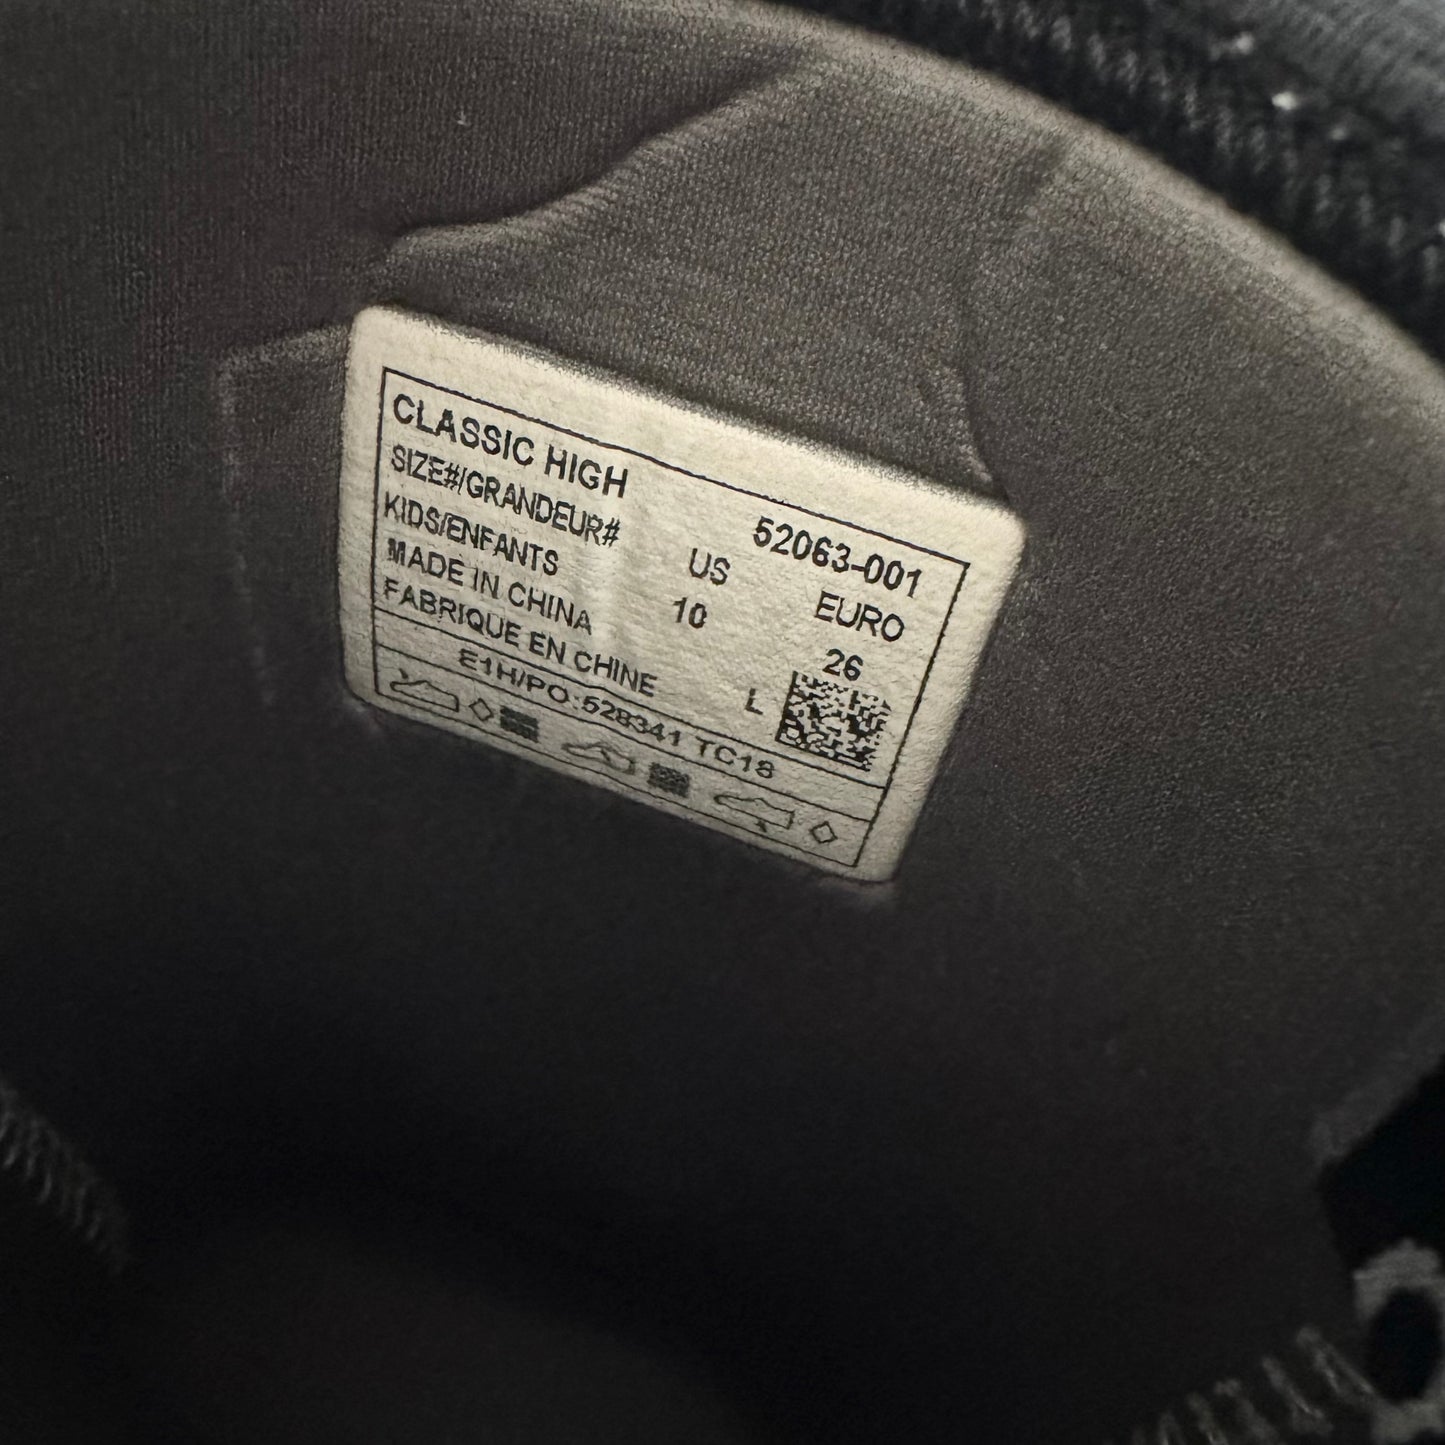 CLASSIC HIGH
52063-001
SIZE#/GRANDEUR# US EURO
KIDS/ENFANTS 10 26
MADE IN CHINA
FABRIQUE EN CHINE L
E1H/PO:528341 TC18